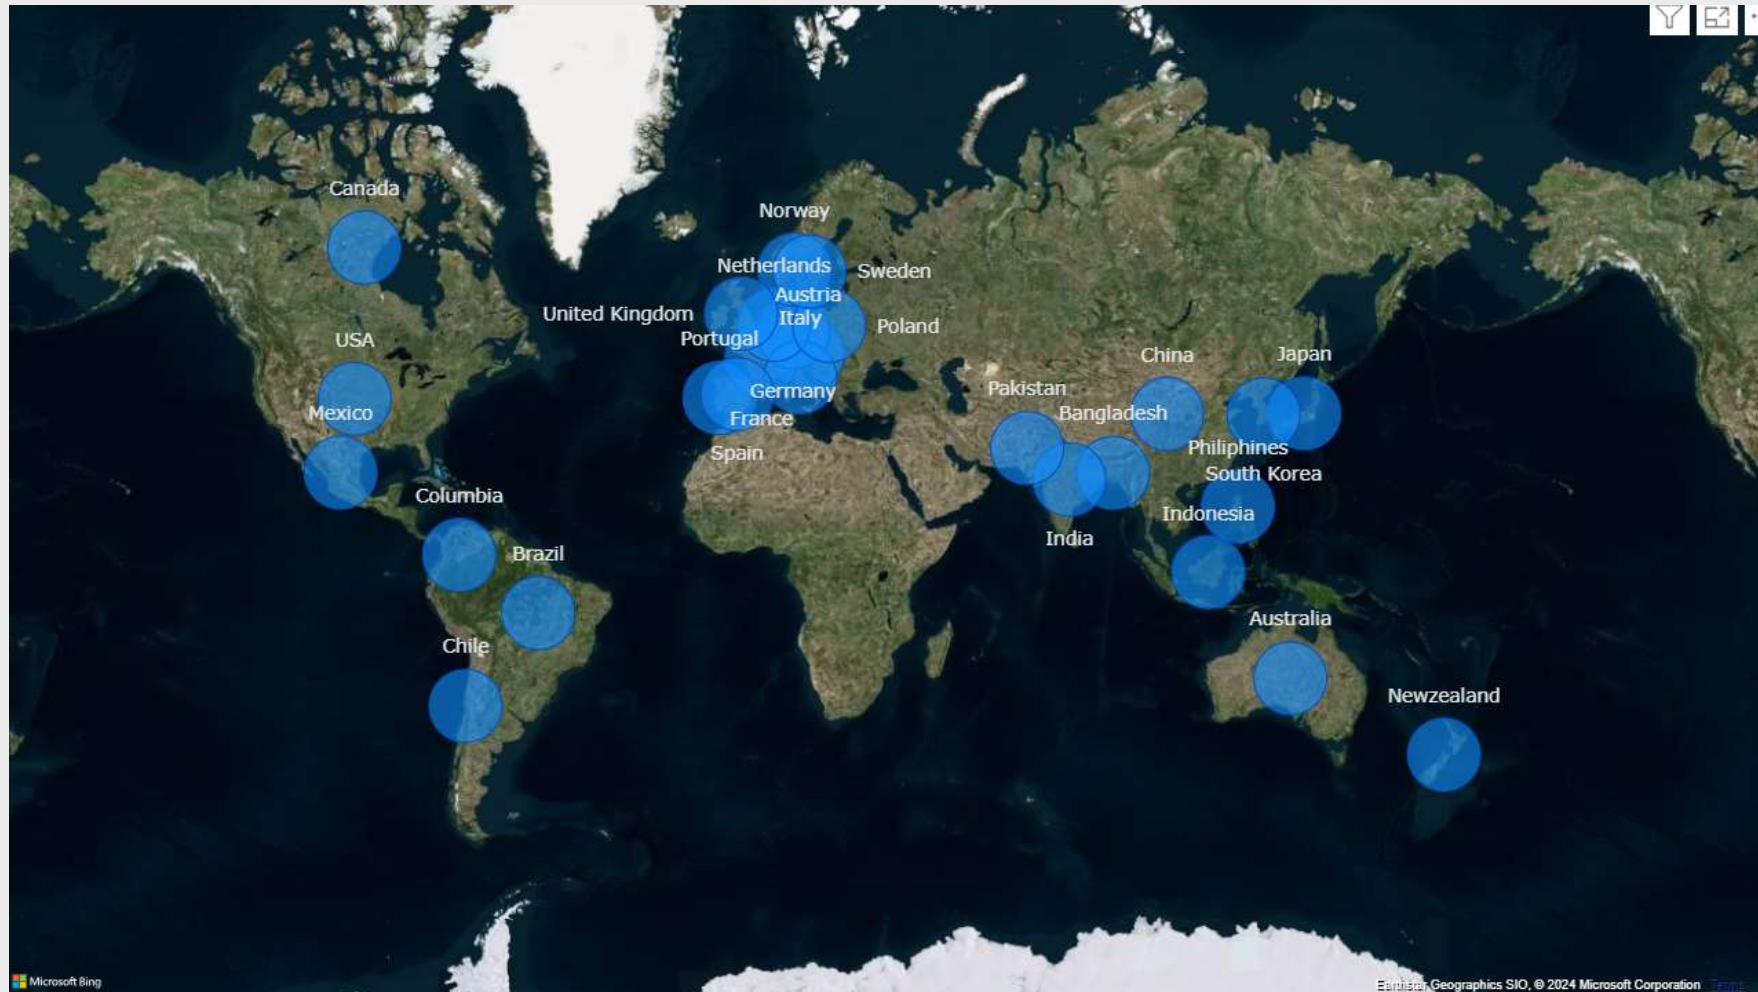 Canada
Norway
Netherlands
Sweden
Austria
United Kingdom
Italy
Poland
Portugal
USA
China
Japan
Pakistan
Germany
Mexico
Bangladesh
France
Philiphines
Spain
South Korea
Columbia
Indonesia
India
Brazil
Australia
Chile
Newzealand
Microsoft Bing
Earthstar Geographics SIO, © 2024 Microsoft Corporation Terms